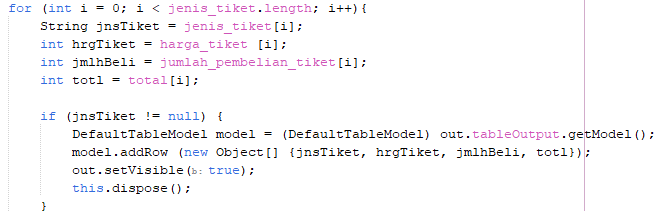 for (int i = 0; i < jenis_tiket.length; i++){
String jnsTiket = jenis_tiket[i];
int hrgTiket = harga_tiket [i];
int jmlhBeli = jumlah_pembelian_tiket[i];
int totl = total[i];
if (jnsTiket != null) {
DefaultTableModel model = (DefaultTableModel) out.tableOutput.getModel();
model.addRow (new Object[] {jnsTiket, hrgTiket, jmlhBeli, totl});
out.setVisible(b: true);
this.dispose();
}